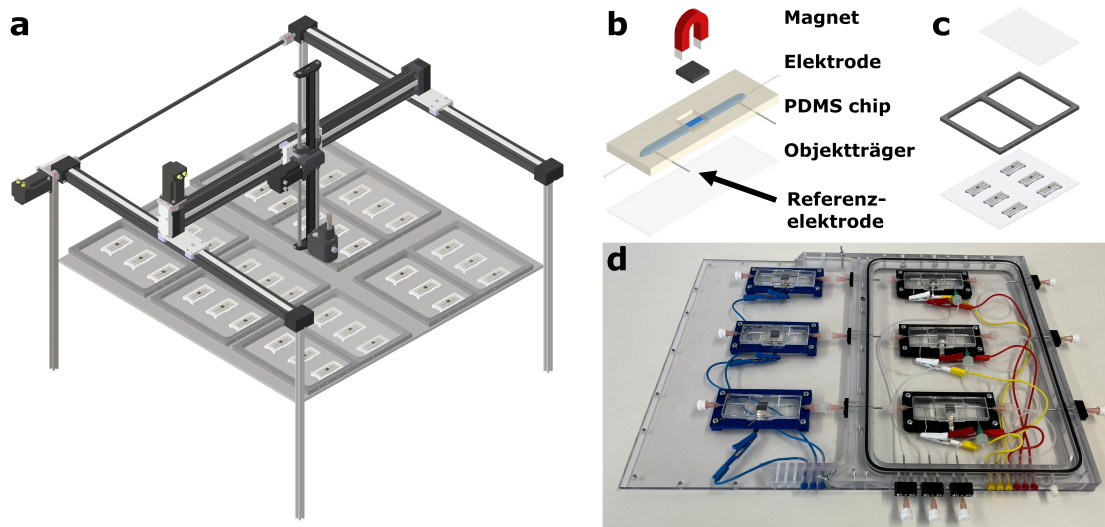 a
b
Magnet
Elektrode
PDMS chip
Objektträger
Referenz-
elektrode
c
d